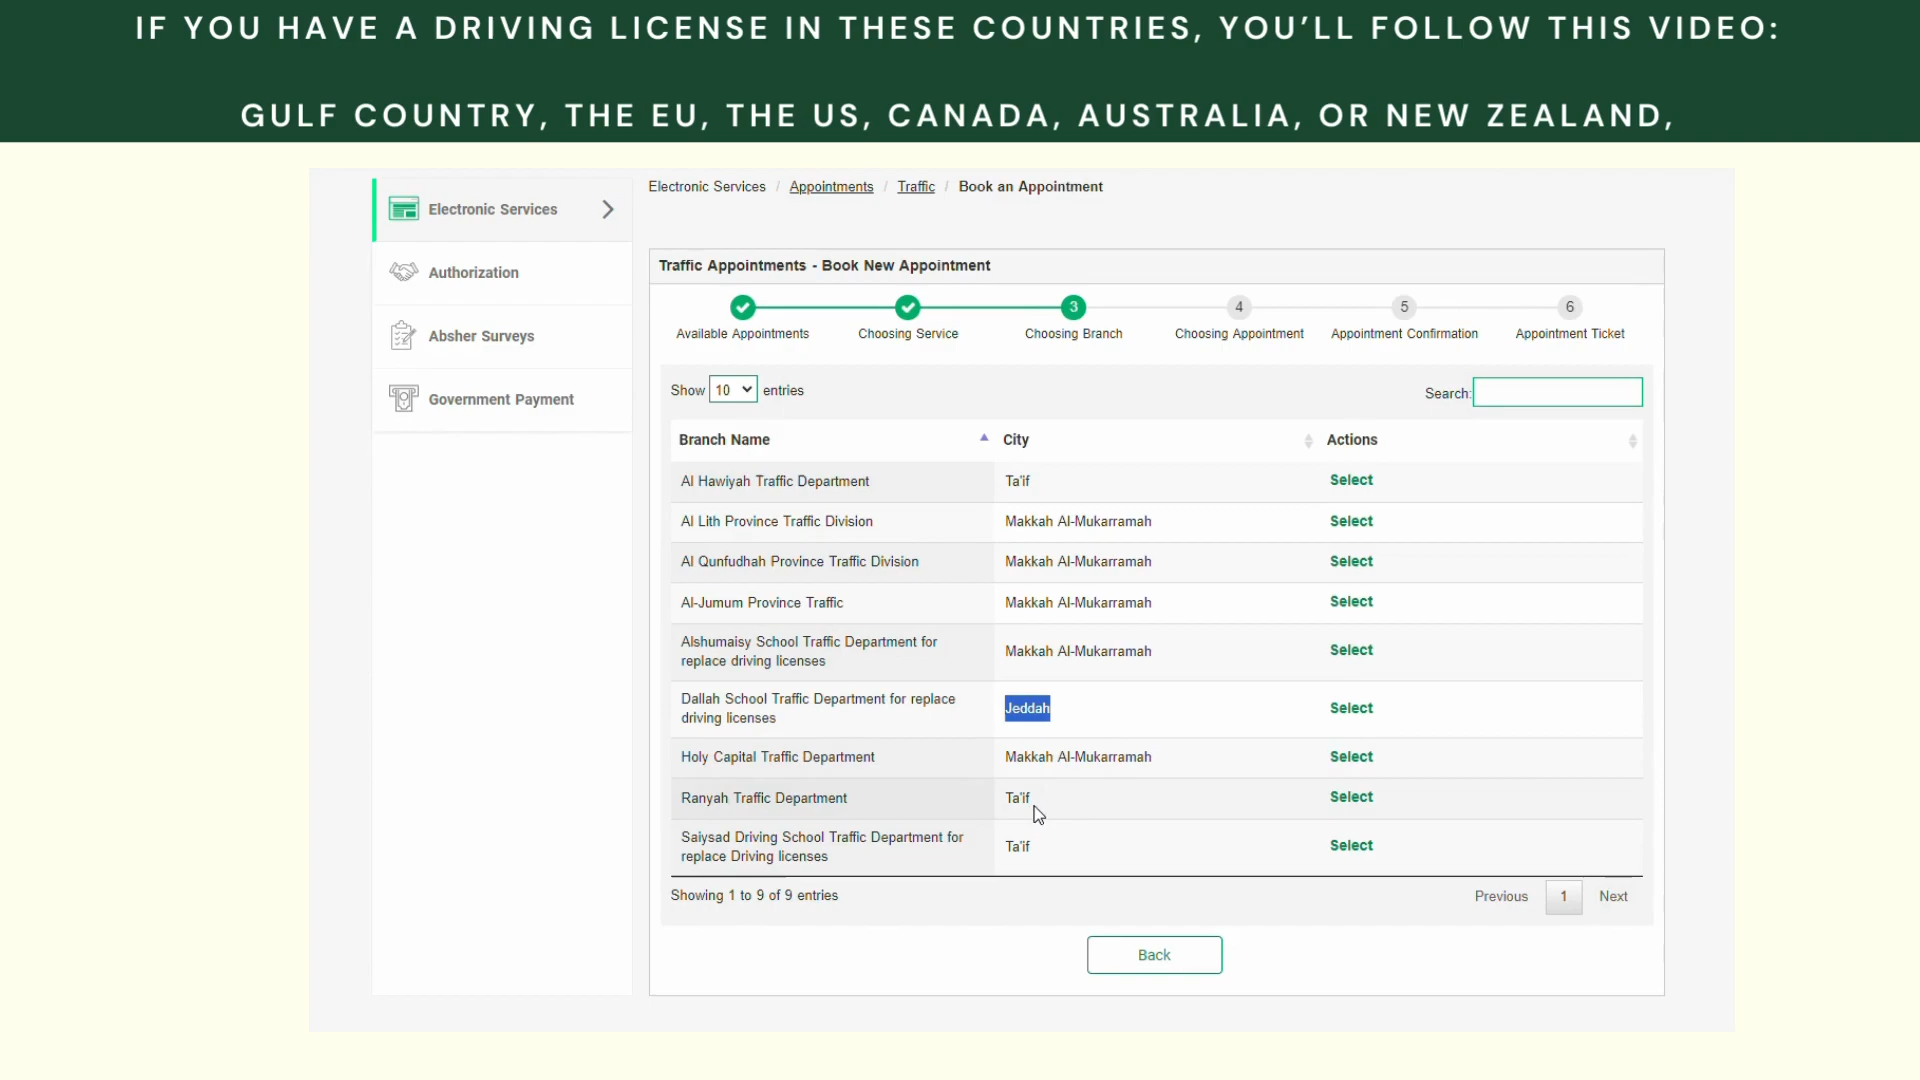 IF YOU HAVE A DRIVING LICENSE IN THESE COUNTRIES, YOU’LL FOLLOW THIS VIDEO:
GULF COUNTRY, THE EU, THE US, CANADA, AUSTRALIA, OR NEW ZEALAND,
Electronic Services
Authorization
Absher Surveys
Government Payment
Electronic Services / Appointments / Traffic / Book an Appointment
Traffic Appointments - Book New Appointment
3 4 5 6
Available Appointments Choosing Service Choosing Branch Choosing Appointment Appointment Confirmation Appointment Ticket
Show 10 entries Search:
Branch Name City Actions
Al Hawiyah Traffic Department Ta'if Select
Al Lith Province Traffic Division Makkah Al-Mukarramah Select
Al Qunfudhah Province Traffic Division Makkah Al-Mukarramah Select
Al-Jumum Province Traffic Makkah Al-Mukarramah Select
Alshumaisy School Traffic Department for
replace driving licenses Makkah Al-Mukarramah Select
Dallah School Traffic Department for replace
driving licenses Jeddah Select
Holy Capital Traffic Department Makkah Al-Mukarramah Select
Ranyah Traffic Department Ta'if Select
Saiysad Driving School Traffic Department for
replace Driving licenses Ta'if Select
Showing 1 to 9 of 9 entries Previous 1 Next
Back